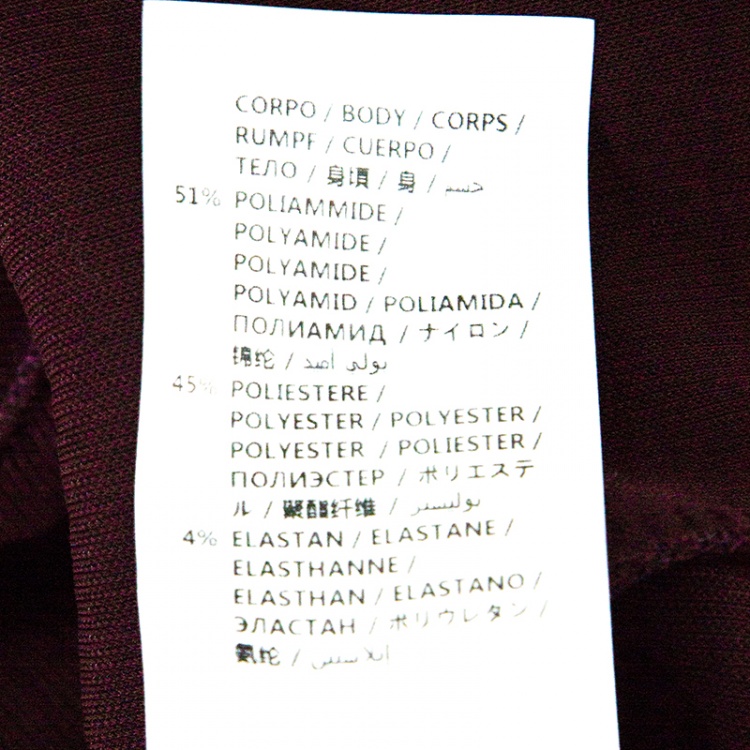 CORPO / BODY / CORPS /
RUMPF / CUERPO /
ТЕЛО / 身頃 / 身 / جسم
51% POLIAMMIDE /
POLYAMIDE /
POLYAMIDE /
POLYAMID / POLIAMIDA /
ПОЛИАМИД / ナイロン /
锦纶 / بولي أميد
45% POLIESTERE /
POLYESTER / POLYESTER /
POLYESTER / POLIESTER /
ПОЛИЭСТЕР / ポリエステ
ル / 聚酯纤维 / بوليستر
4% ELASTAN / ELASTANE /
ELASTHANNE /
ELASTHAN / ELASTANO /
ЭЛАСТАН / ポリウレタン /
氨纶 /